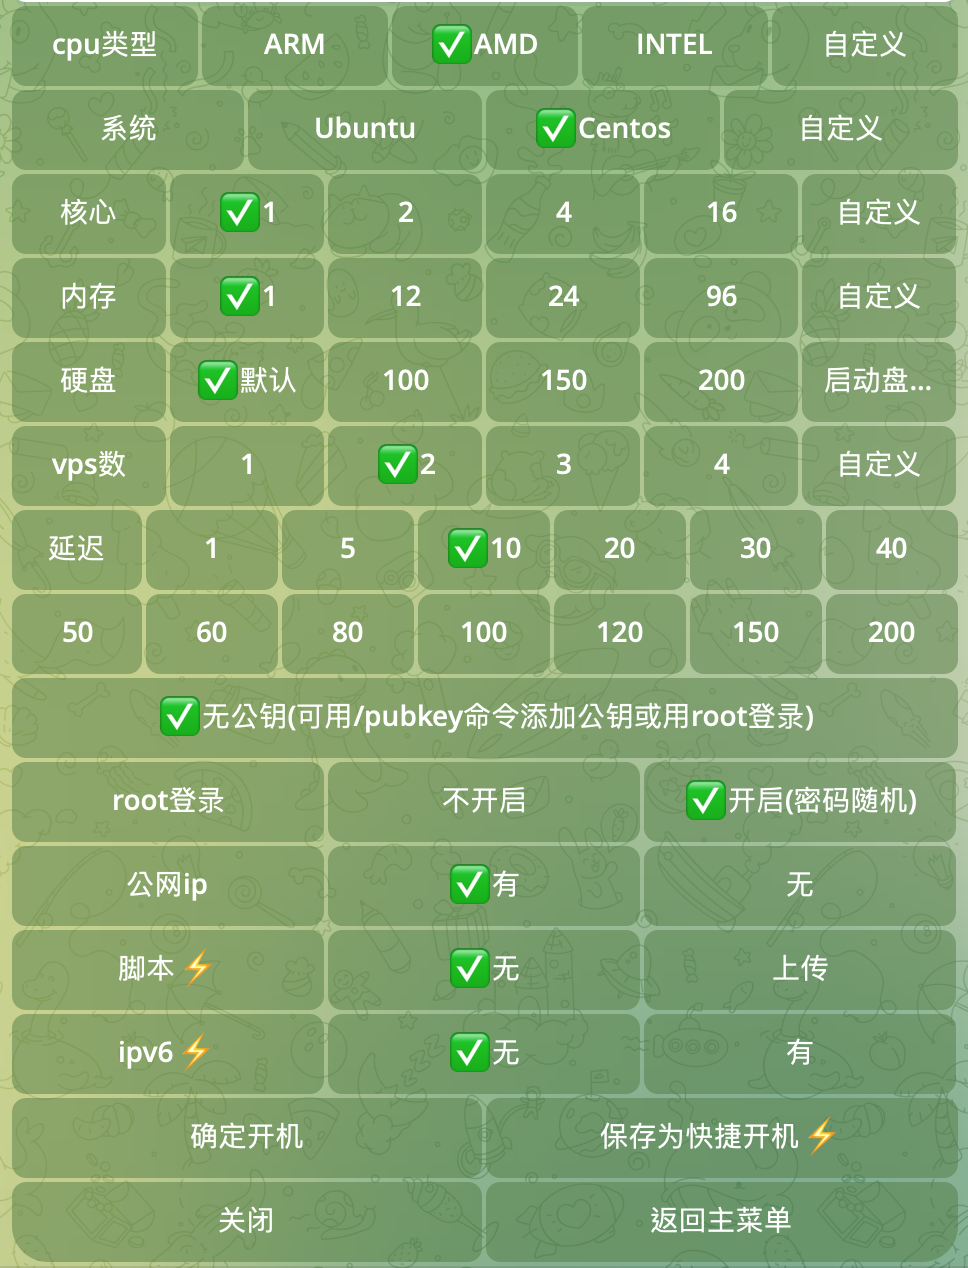 cpu类型 ARM ✅AMD INTEL 自定义
系统 Ubuntu ✅Centos 自定义
核心 ✅1 2 4 16 自定义
内存 ✅1 12 24 96 自定义
硬盘 ✅默认 100 150 200 启动盘...
vps数 1 ✅2 3 4 自定义
延迟 1 5 ✅10 20 30 40
50 60 80 100 120 150 200
✅无公钥(可用/pubkey命令添加公钥或用root登录)
root登录 不开启 ✅开启(密码随机)
公网ip ✅有 无
脚本⚡ ✅无 上传
ipv6⚡ ✅无 有
确定开机 保存为快捷开机⚡
关闭 返回主菜单